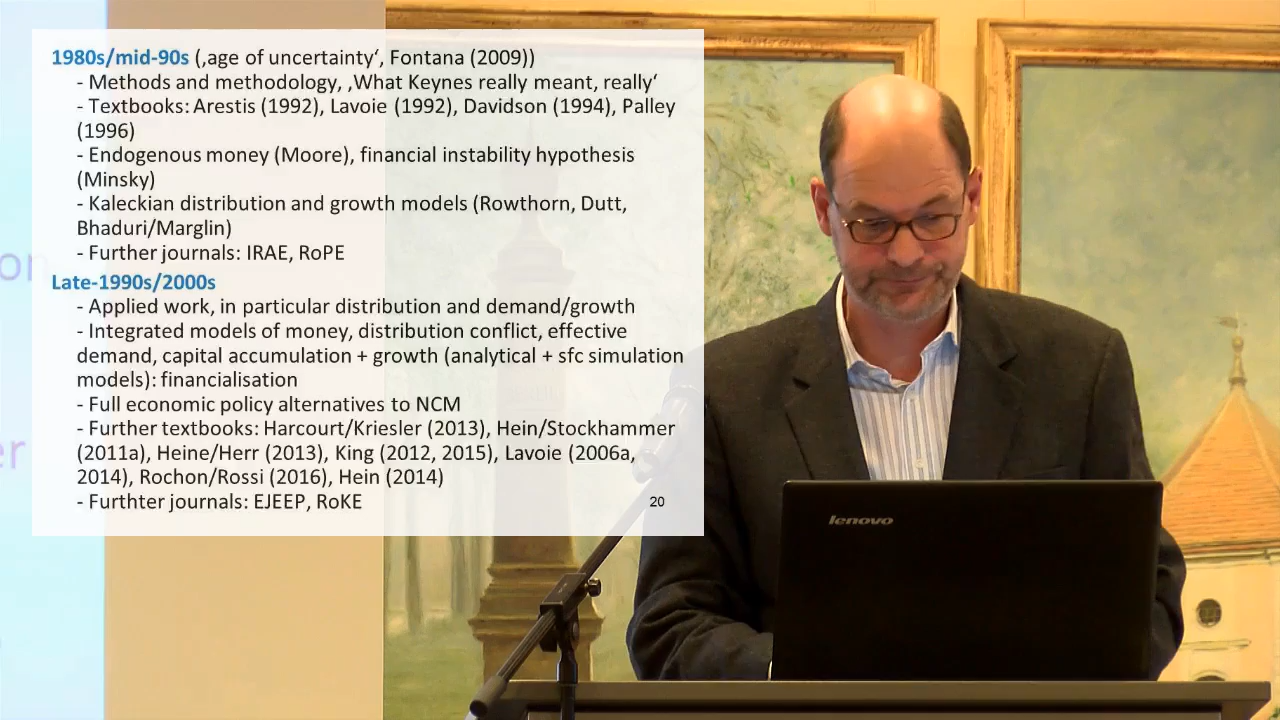 1980s/mid-90s (‚age of uncertainty‘, Fontana (2009))
- Methods and methodology, ‚What Keynes really meant, really‘
- Textbooks: Arestis (1992), Lavoie (1992), Davidson (1994), Palley
(1996)
- Endogenous money (Moore), financial instability hypothesis
(Minsky)
- Kaleckian distribution and growth models (Rowthorn, Dutt,
Bhaduri/Marglin)
- Further journals: IRAE, RoPE
Late-1990s/2000s
- Applied work, in particular distribution and demand/growth
- Integrated models of money, distribution conflict, effective
demand, capital accumulation + growth (analytical + sfc simulation
models): financialisation
- Full economic policy alternatives to NCM
- Further textbooks: Harcourt/Kriesler (2013), Hein/Stockhammer
(2011a), Heine/Herr (2013), King (2012, 2015), Lavoie (2006a,
2014), Rochon/Rossi (2016), Hein (2014)
- Furthter journals: EJEEP, RoKE
20
lenovo